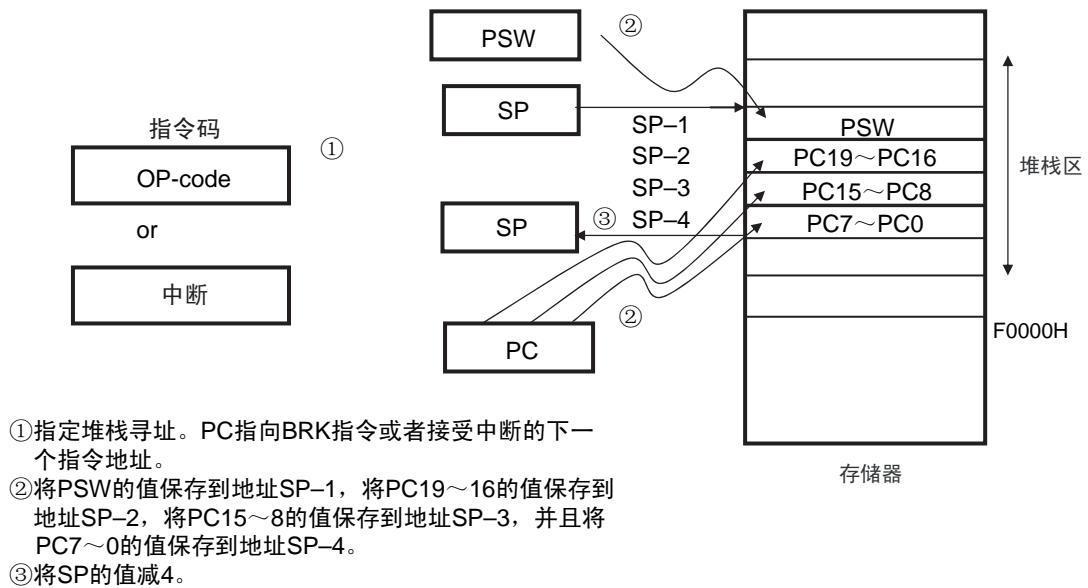 PSW
②
SP
指令码
①
OP-code
or
中断
SP–1
SP–2
SP–3
SP–4
PSW
PC19～PC16
PC15～PC8
PC7～PC0
堆栈区
SP
③
②
PC
F0000H
存储器
①指定堆栈寻址。PC指向BRK指令或者接受中断的下一
个指令地址。
②将PSW的值保存到地址SP–1，将PC19～16的值保存到
地址SP–2，将PC15～8的值保存到地址SP–3，并且将
PC7～0的值保存到地址SP–4。
③将SP的值减4。